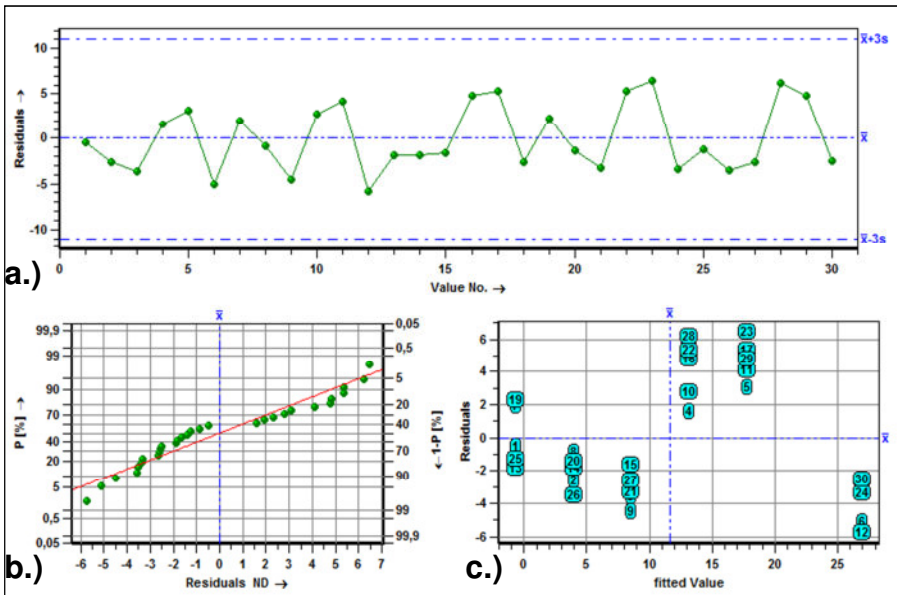 10
5
0
-5
-10
Residuals →
x̄+3s
x̄
x̄-3s
0 5 10 15 20 25 30
Value No. →
a.)
x̄
99,9
99
90
70
40
20
5
0,5
0,05
P [%] →
0,05
0,5
5
20
50
70
90
99
99,9
← 1-P [%]
-6 -5 -4 -3 -2 -1 0 1 2 3 4 5 6 7
Residuals ND →
b.)
x̄
6
4
2
0
-2
-4
-6
Residuals
x̄
28
23
22
17
29
11
10
5
4
19
1
25
13
20
2
26
15
27
21
9
30
24
6
12
0 5 10 15 20 25
fitted Value
c.)